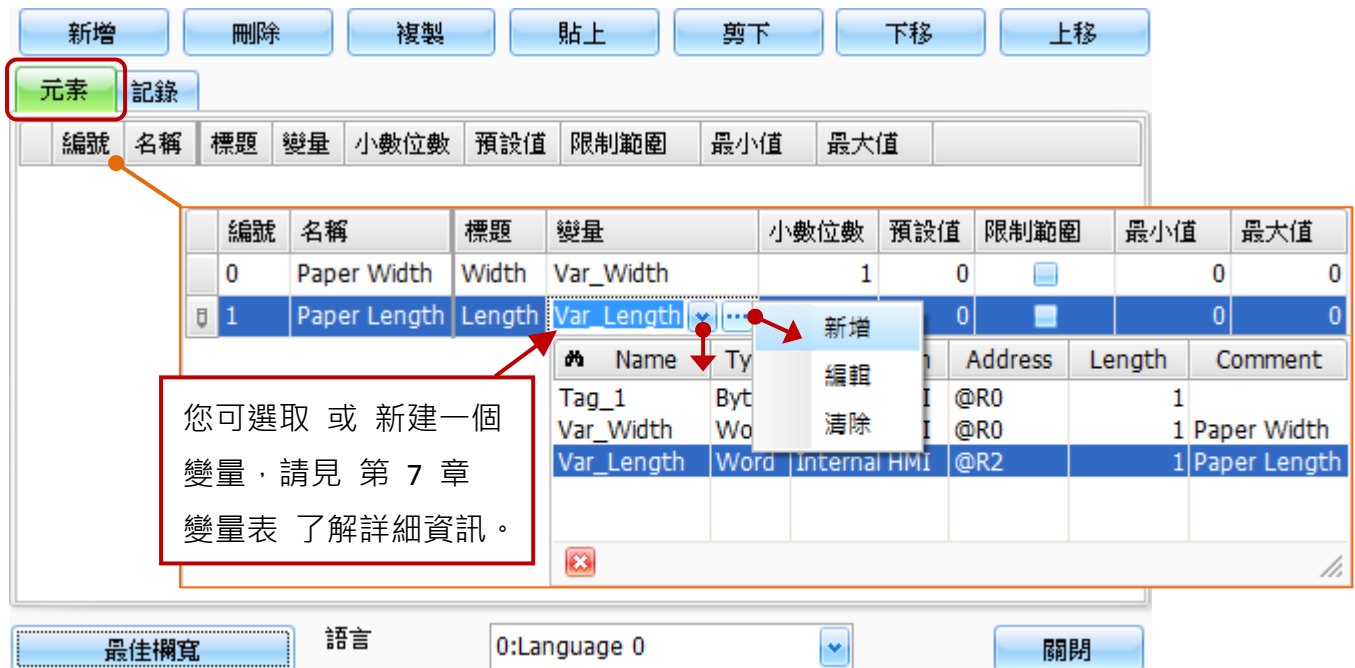 新增 刪除 複製 貼上 剪下 下移 上移
元素 記錄
編號 名稱 標題 變量 小數位數 預設值 限制範圍 最小值 最大值
編號 名稱 標題 變量 小數位數 預設值 限制範圍 最小值 最大值
0 Paper Width Width Var_Width 1 0 0 0
1 Paper Length Length Var_Length 0 0 0
新增
編輯
清除
Name Ty Address Length Comment
Tag_1 Byt @R0 1
Var_Width Wo @R0 1 Paper Width
Var_Length Word Internal HMI @R2 1 Paper Length
您可選取 或 新建一個
變量，請見 第 7 章
變量表 了解詳細資訊。
最佳欄寬 語言 0:Language 0 關閉